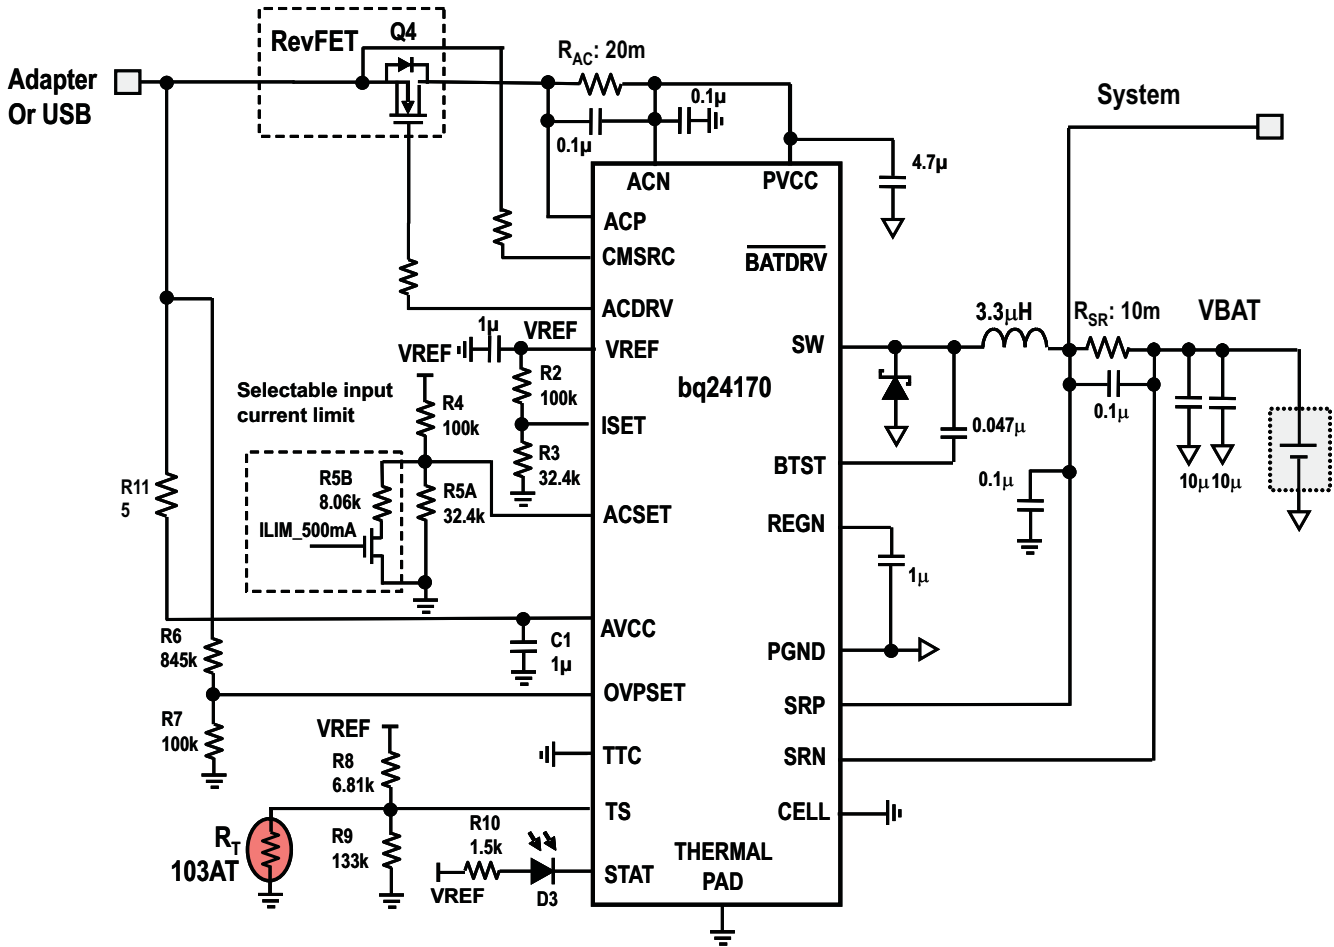 RevFET
Q4
R_AC: 20m
Adapter
Or USB
0.1µ
0.1µ
System
4.7µ
ACN
PVCC
ACP
CMSRC
BATDRV
ACDRV
1µ
VREF
VREF
VREF
SW
3.3µH
R_SR: 10m
VBAT
bq24170
Selectable input
current limit
R2
100k
R4
100k
ISET
0.1µ
0.047µ
R3
32.4k
BTST
R11
5
R5B
8.06k
R5A
32.4k
0.1µ
10µ
10µ
ILIM_500mA
ACSET
REGN
1µ
R6
845k
AVCC
C1
1µ
PGND
OVPSET
SRP
R7
100k
VREF
TTC
SRN
R8
6.81k
TS
CELL
R_T
103AT
R9
133k
R10
1.5k
THERMAL
PAD
STAT
VREF
D3